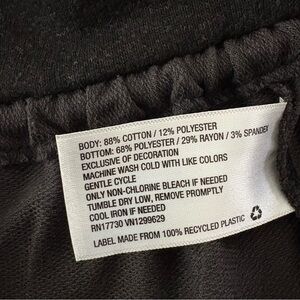 BODY: 88% COTTON / 12% POLYESTER
BOTTOM: 68% POLYESTER / 29% RAYON / 3% SPANDEX
EXCLUSIVE OF DECORATION
MACHINE WASH COLD WITH LIKE COLORS
GENTLE CYCLE
ONLY NON-CHLORINE BLEACH IF NEEDED
TUMBLE DRY LOW, REMOVE PROMPTLY
COOL IRON IF NEEDED
RN17730 VN1299629
LABEL MADE FROM 100% RECYCLED PLASTIC